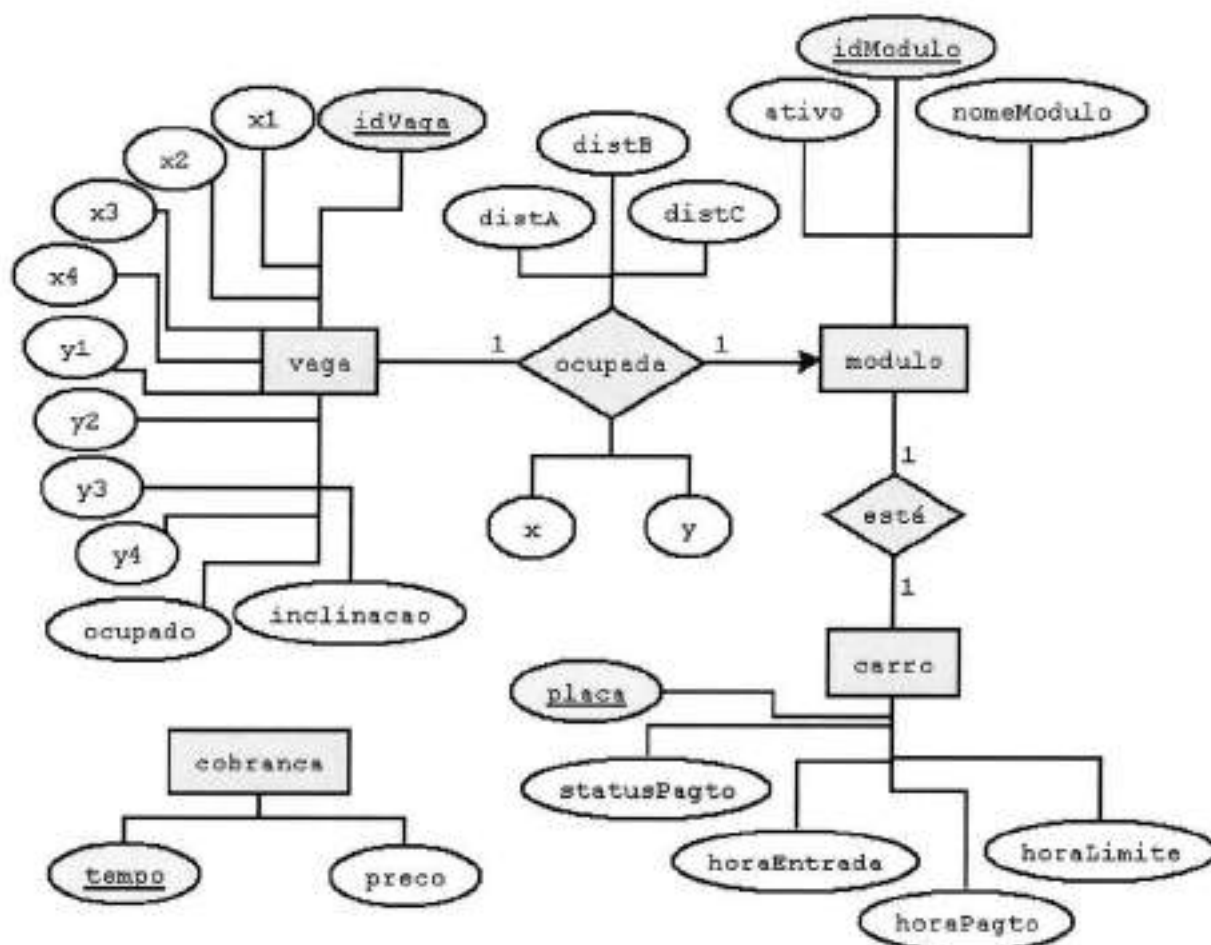 idModulo
x1
idVaga
ativo
nomeModulo
x2
distB
x3
distA
distC
x4
y1
vaga
1
ocupada
1
modulo
y2
1
y3
x
y
está
y4
1
ocupado
inclinacao
carro
placa
cobranca
statusPagto
tempo
preco
horaEntrada
horaLimite
horaPagto